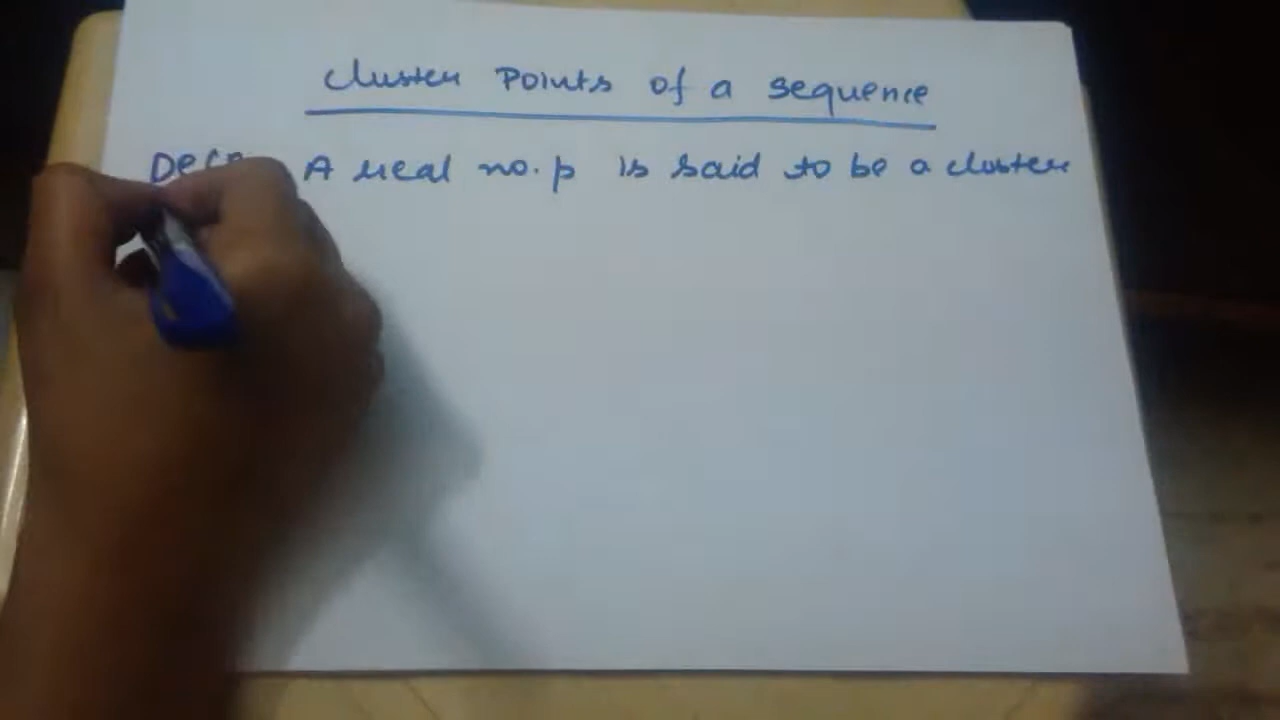 Cluster Points of a sequence
A real no. p is said to be a cluster